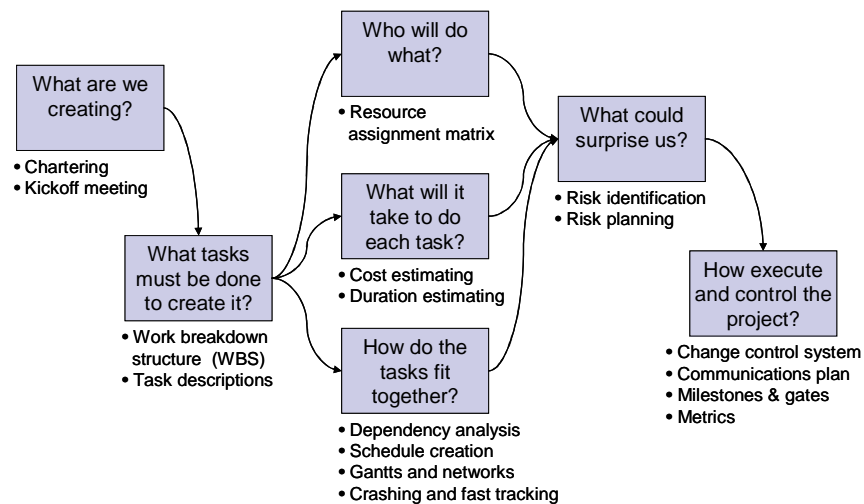 What are we
creating?
• Chartering
• Kickoff meeting
What tasks
must be done
to create it?
• Work breakdown
structure (WBS)
• Task descriptions
Who will do
what?
• Resource
assignment matrix
What will it
take to do
each task?
• Cost estimating
• Duration estimating
How do the
tasks fit
together?
• Dependency analysis
• Schedule creation
• Gantts and networks
• Crashing and fast tracking
What could
surprise us?
• Risk identification
• Risk planning
How execute
and control the
project?
• Change control system
• Communications plan
• Milestones & gates
• Metrics